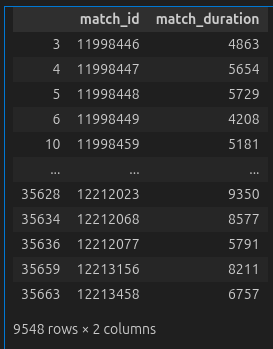 match_id match_duration
3 11998446 4863
4 11998447 5654
5 11998448 5729
6 11998449 4208
10 11998459 5181
... ... ...
35628 12212023 9350
35634 12212068 8577
35636 12212077 5791
35659 12213156 8211
35663 12213458 6757
9548 rows × 2 columns